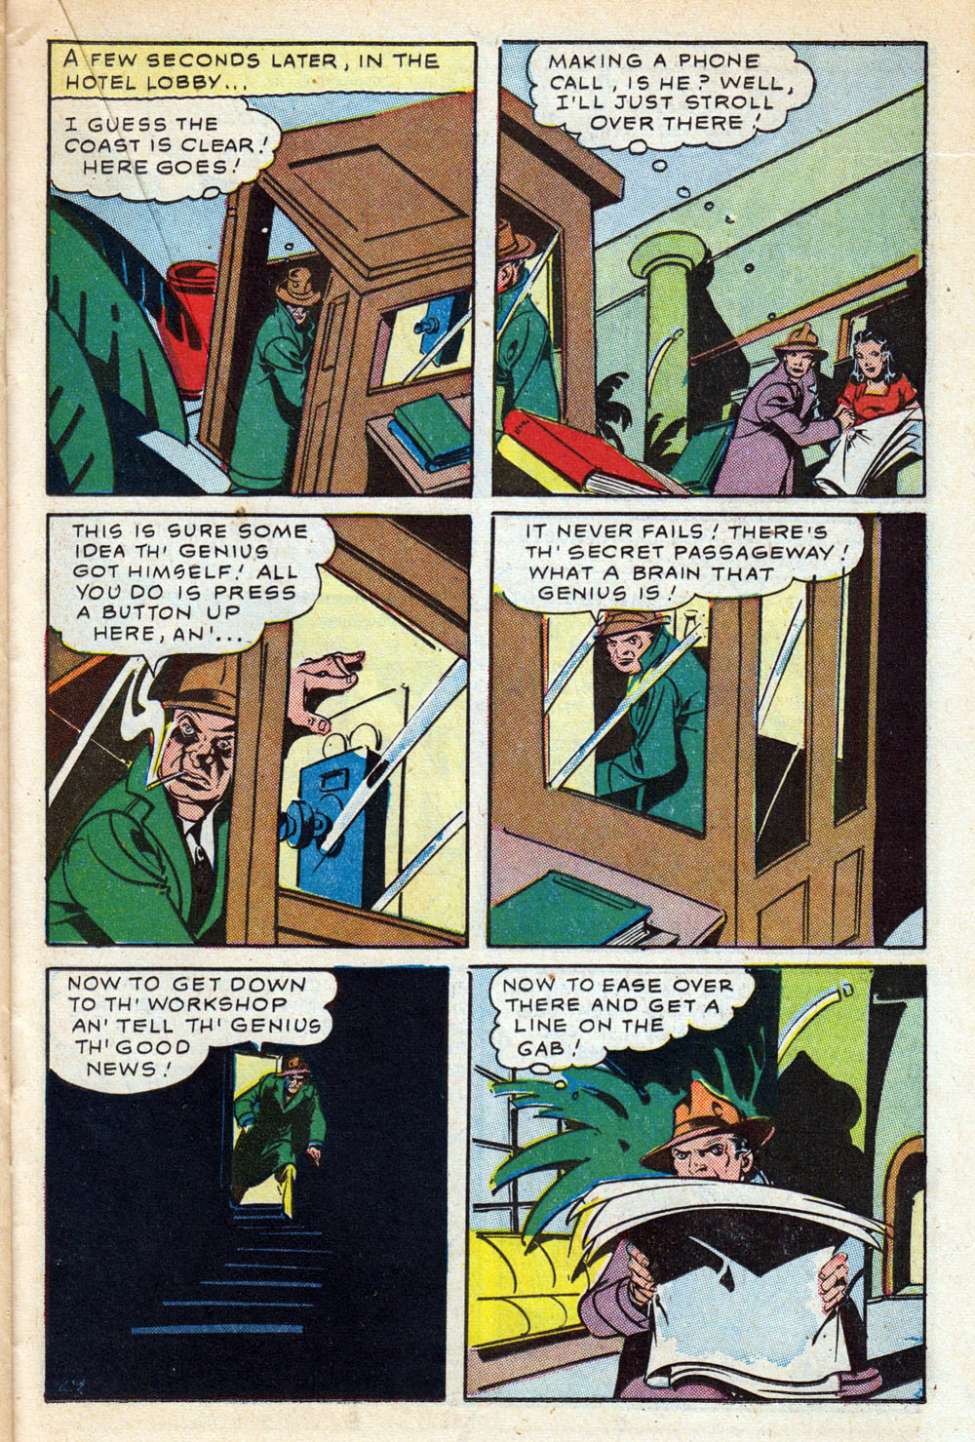 A FEW SECONDS LATER, IN THE
HOTEL LOBBY...
I GUESS THE
COAST IS CLEAR!
HERE GOES!
MAKING A PHONE
CALL, IS HE? WELL,
I'LL JUST STROLL
OVER THERE!
THIS IS SURE SOME
IDEA TH' GENIUS
GOT HIMSELF! ALL
YOU DO IS PRESS
A BUTTON UP
HERE, AN'...
IT NEVER FAILS! THERE'S
TH' SECRET PASSAGEWAY!
WHAT A BRAIN THAT
GENIUS IS!
NOW TO GET DOWN
TO TH' WORKSHOP
AN' TELL TH' GENIUS
TH' GOOD
NEWS!
NOW TO EASE OVER
THERE AND GET A
LINE ON THE
GAB!